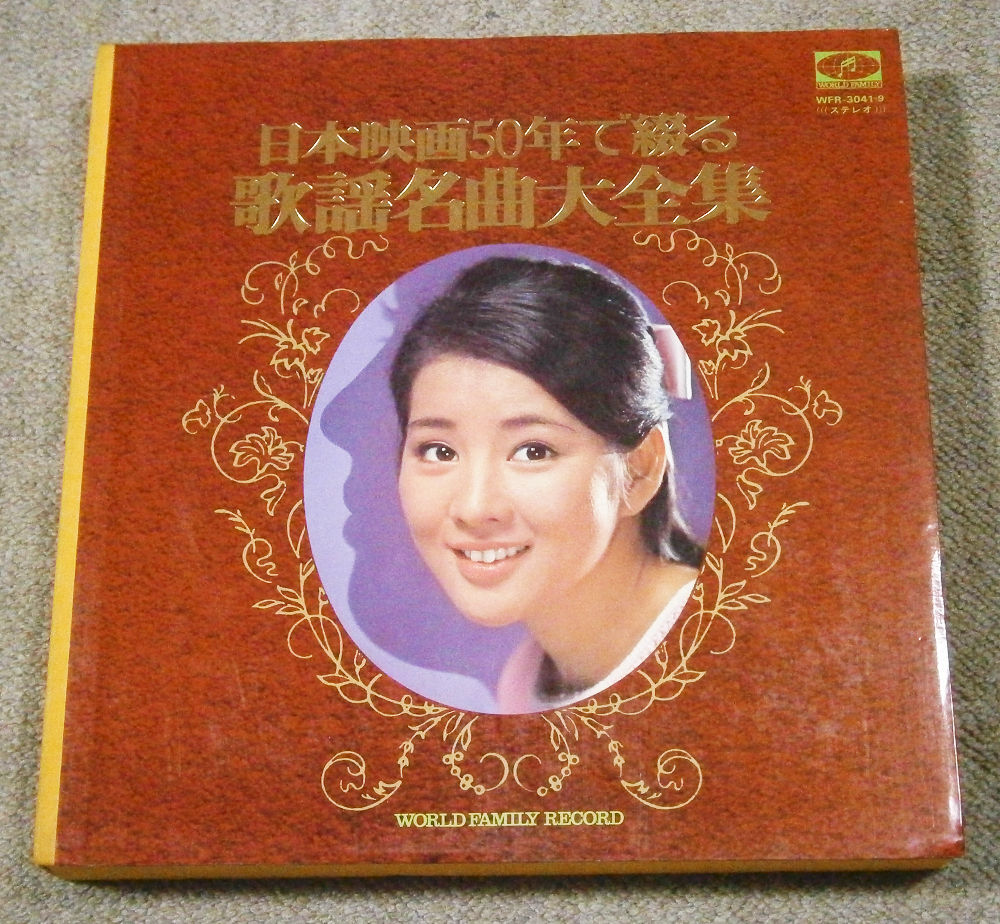 WORLD FAMILY
WFR-3041-9
(((ステレオ)))
日本映画50年で綴る
歌謡名曲大全集
WORLD FAMILY RECORD